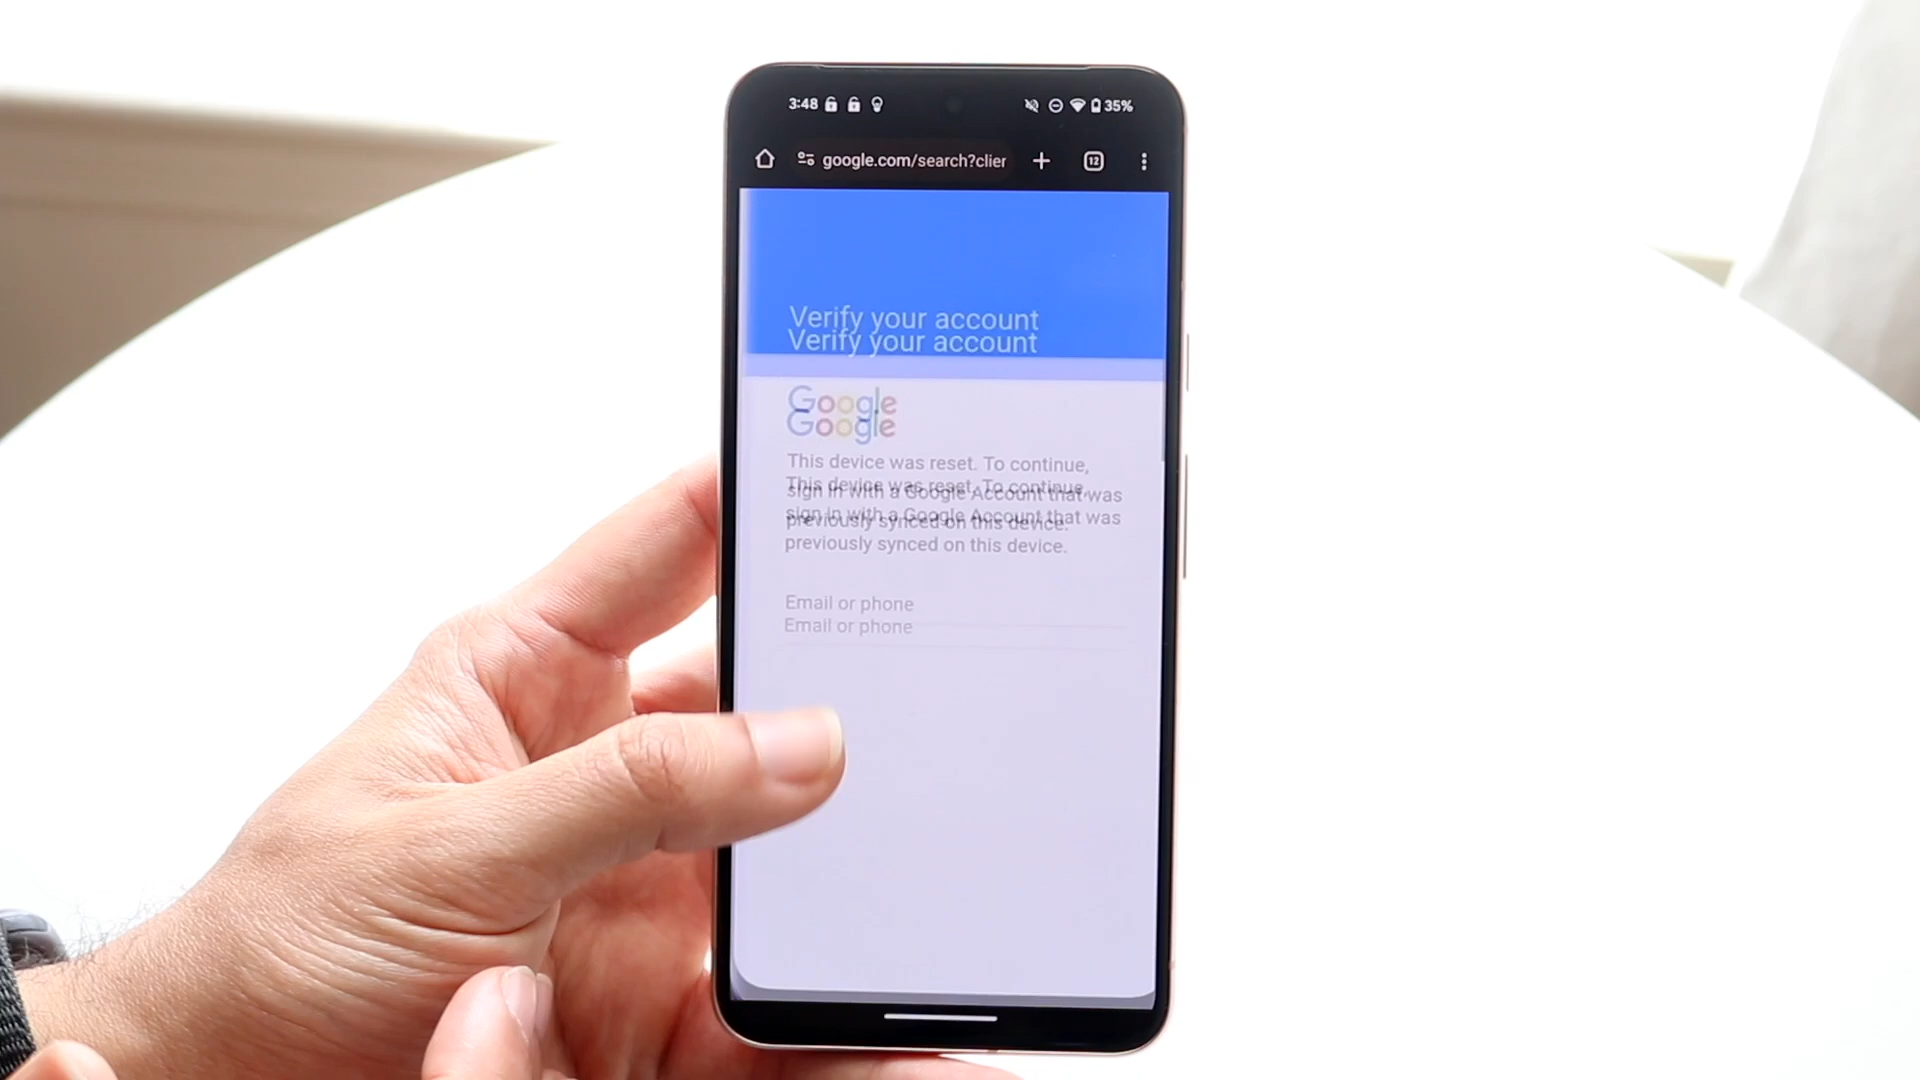 3:48 35%
google.com/search?clier 12
Verify your account
Verify your account
Google
Google
This device was reset. To continue,
This device was reset. To continue,
sign in with a Google Account that was
sign in with a Google Account that was
previously synced on this device.
previously synced on this device.
Email or phone
Email or phone